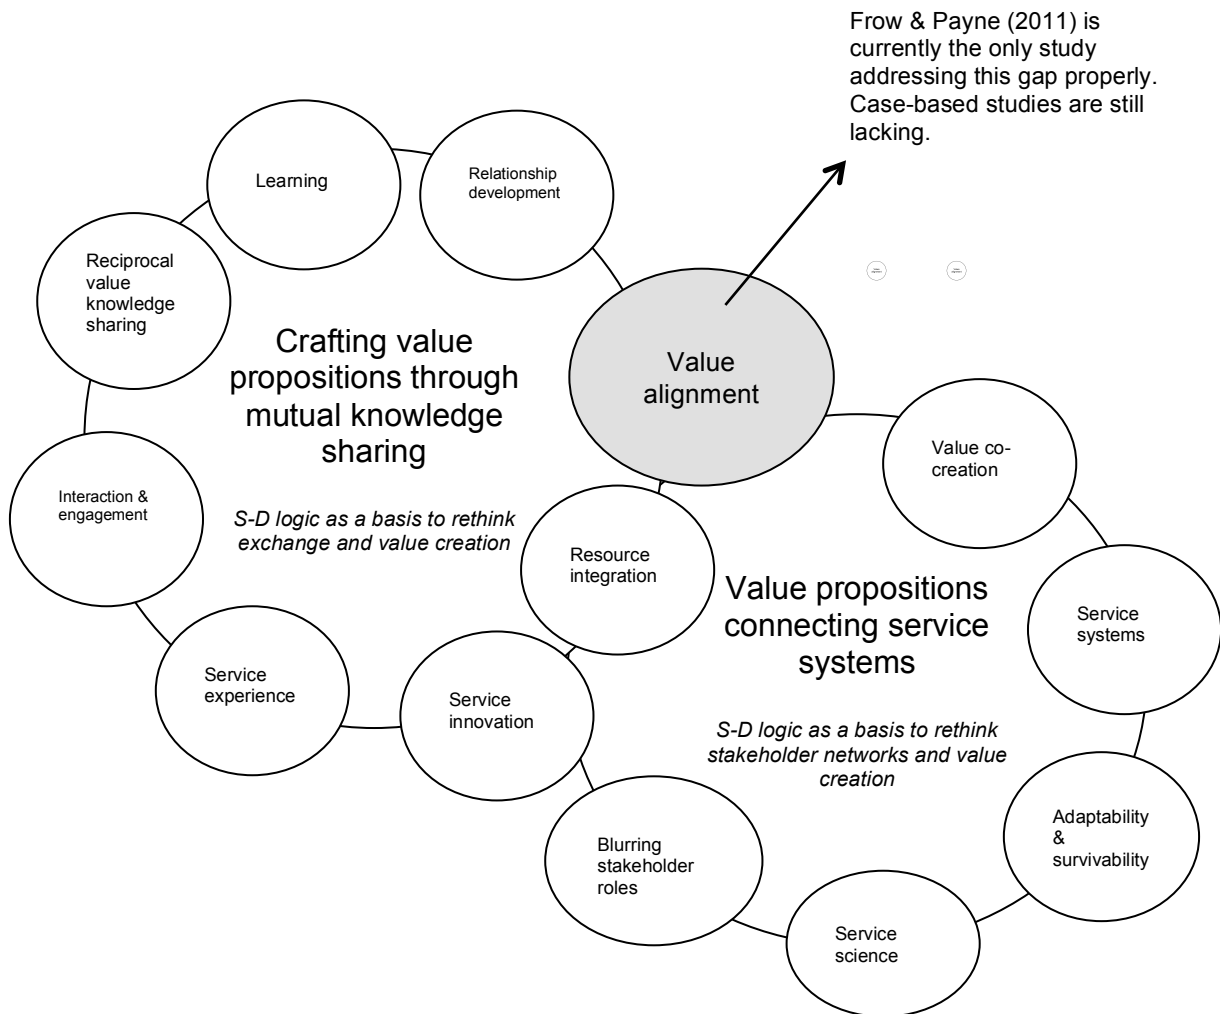 Frow & Payne (2011) is
currently the only study
addressing this gap properly.
Case-based studies are still
lacking.
Learning
Relationship
development
Reciprocal
value
knowledge
sharing
Crafting value
propositions through
mutual knowledge
sharing
Value
alignment
Interaction &
engagement
S-D logic as a basis to rethink
exchange and value creation
Value co-
creation
Resource
integration
Value propositions
connecting service
systems
Service
systems
Service
experience
Service
innovation
S-D logic as a basis to rethink
stakeholder networks and value
creation
Adaptability
&
survivability
Blurring
stakeholder
roles
Service
science